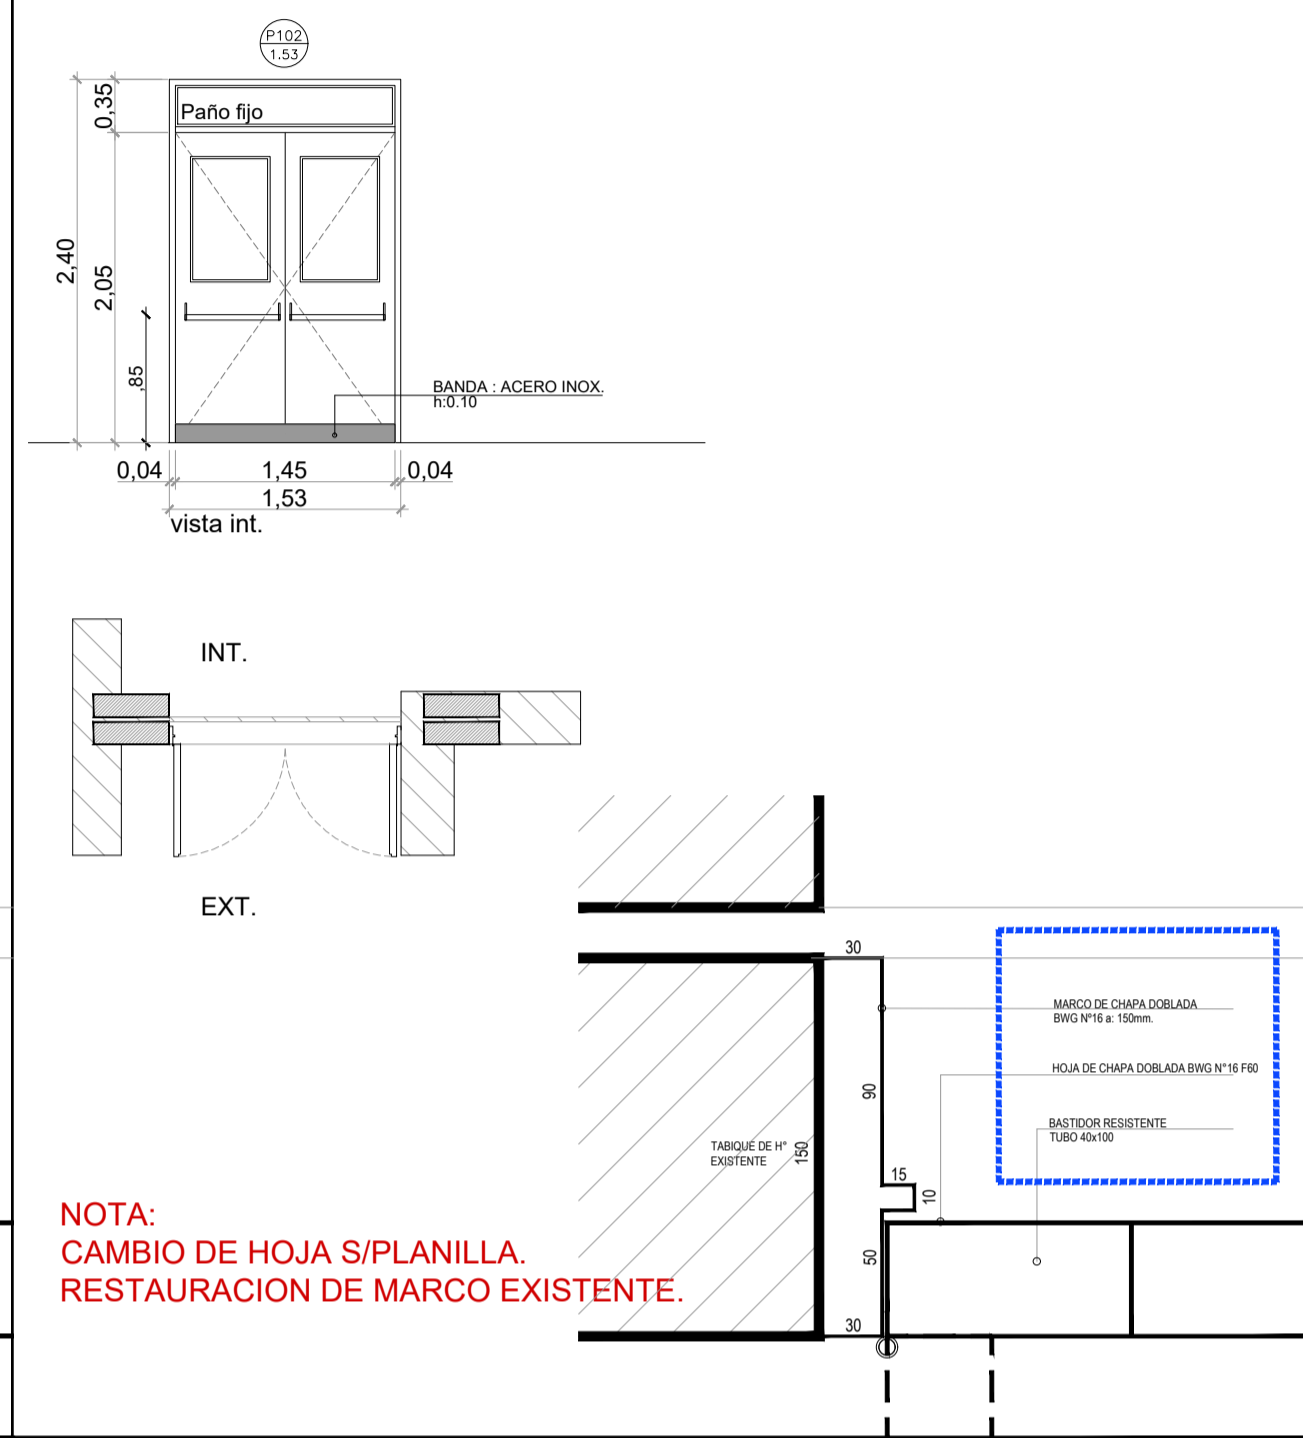 P102
1.53
0,35
Paño fijo
2,40
2,05
,85
BANDA : ACERO INOX.
h:0.10
0,04
1,45
0,04
1,53
vista int.
INT.
EXT.
30
MARCO DE CHAPA DOBLADA
BWG Nº16 a: 150mm.
HOJA DE CHAPA DOBLADA BWG N°16 F60
90
BASTIDOR RESISTENTE
TUBO 40x100
TABIQUE DE H°
EXISTENTE
150
15
10
50
30
NOTA:
CAMBIO DE HOJA S/PLANILLA.
RESTAURACION DE MARCO EXISTENTE.